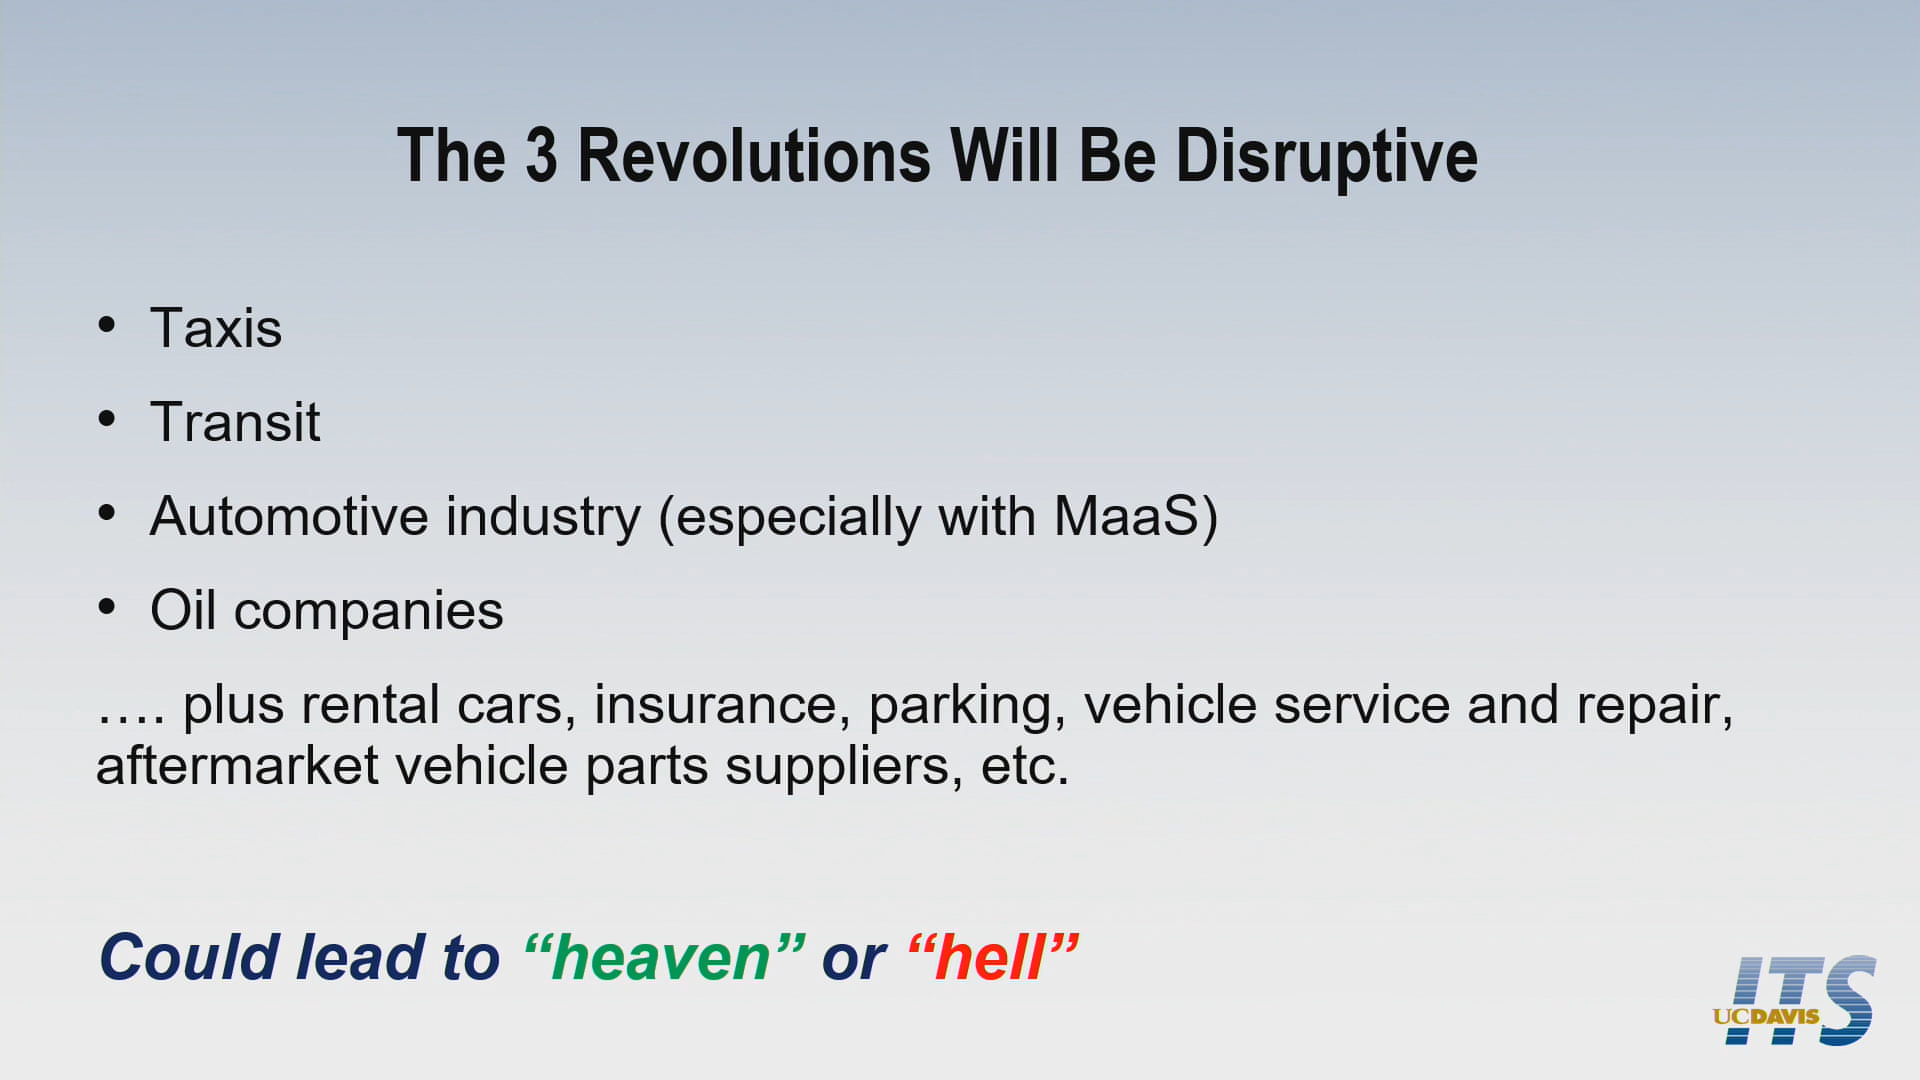 The 3 Revolutions Will Be Disruptive
• Taxis
• Transit
• Automotive industry (especially with MaaS)
• Oil companies
…. plus rental cars, insurance, parking, vehicle service and repair,
aftermarket vehicle parts suppliers, etc.
Could lead to “heaven” or “hell”
ITS
UCDAVIS